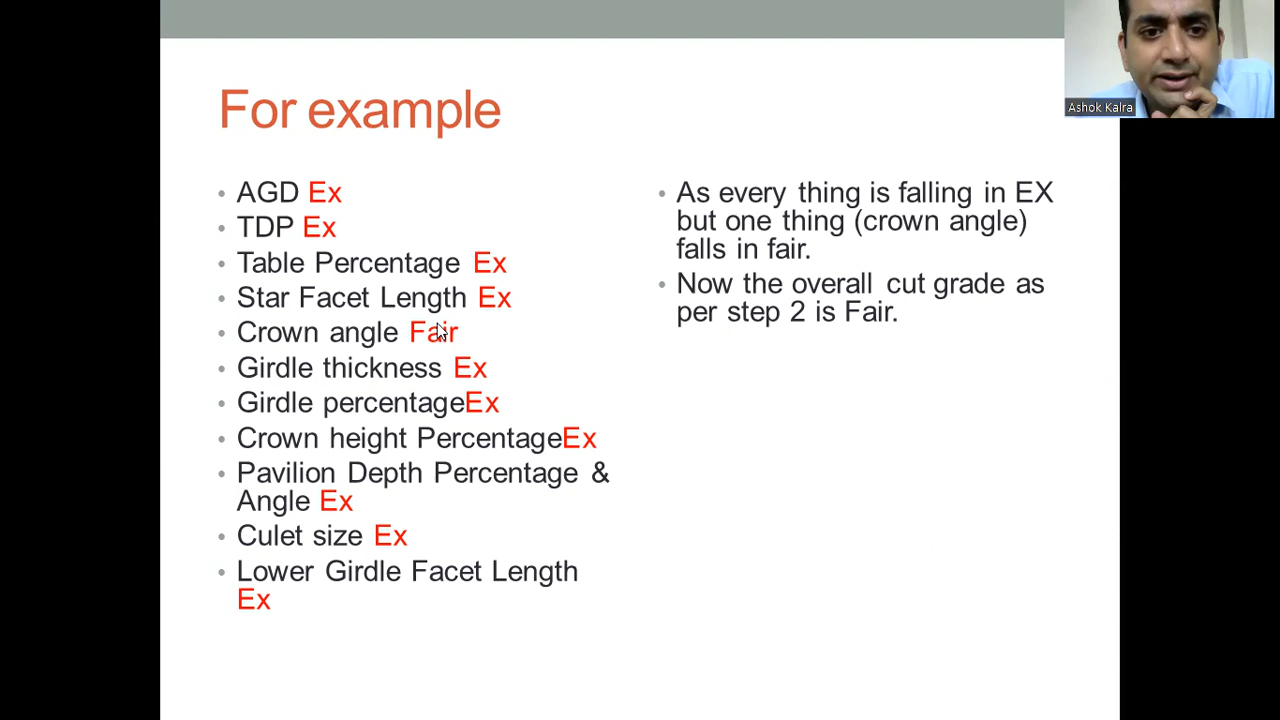 For example
AGD Ex
TDP Ex
Table Percentage Ex
Star Facet Length Ex
Crown angle Fair
Girdle thickness Ex
Girdle percentageEx
Crown height PercentageEx
Pavilion Depth Percentage &
Angle Ex
Culet size Ex
Lower Girdle Facet Length
Ex
As every thing is falling in EX
but one thing (crown angle)
falls in fair.
Now the overall cut grade as
per step 2 is Fair.
Ashok Kalra